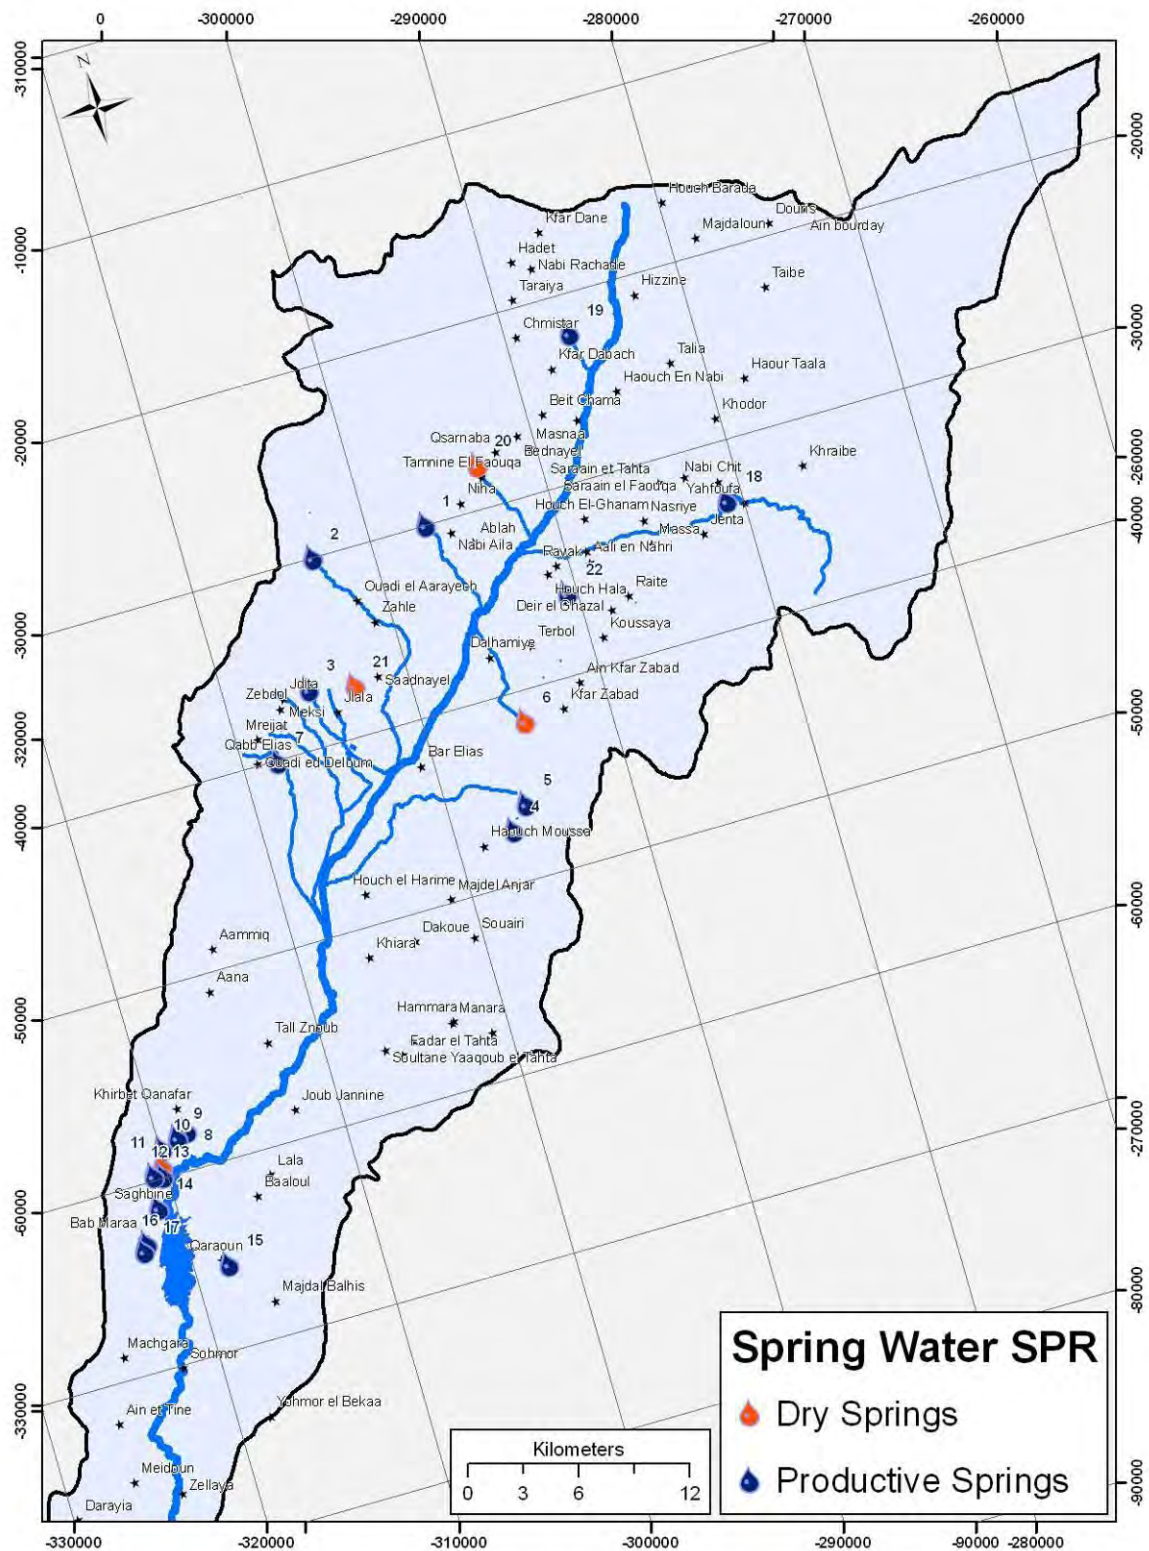 0 -300000 -290000 -280000 -270000 -260000
-310000
-10000
-20000
-30000
-320000
-40000
-50000
-60000
-330000
-20000
-30000
-260000
-40000
-50000
-60000
-270000
-80000
-90000
N
Houch Barada
Kfar Dane
Douris
Majdaloun
Ain bourday
Hadet
Nabi Rachade
Taibe
Taraiya
Hizzine
19
Chmistar
Kfar Dabach
Talia
Haour Taala
Haouch En Nabi
Beit Chama
Khodor
Masnaa
Qsarnaba
20
Bednayel
Khraibe
Tamnine El Faouqa
Saraain et Tahta
Nabi Chit
18
Niha
Saraain el Faouqa
Yahfoufa
1
Houch El-Ghanam
Nasriye
Jenta
Ablah
Massa
2
Nabi Aila
Rayak
Aali en Nahri
22
Ouadi el Aarayech
Houch Hala
Raite
Zahle
Deir el Ghazal
Koussaya
Terbol
Dalhamiye
3
21
Saadnayel
Ain Kfar Zabad
Jdita
Jlala
Zebdol
Kfar Zabad
6
Meksi
Mreijat
7
Qabb Elias
Bar Elias
Ouadi ed Deloum
5
4
Haouch Mousse
Houch el Harime
Majdel Anjar
Dakoue
Souairi
Aammiq
Khiara
Aana
Hammara
Manara
Tall Znoub
Eadar el Tahta
Soultane Yaaqoub el Tahta
Khirbet Qanafar
Joub Jannine
9
10
8
11
12
13
Lala
14
Baaloul
Saghbine
Bab Maraa
16
17
Qaraoun
15
Majdal Balhis
Machgara
Sohmor
Yohmor el Bekaa
Ain et Tine
Meidoun
Zellaya
Darayia
Spring Water SPR
Dry Springs
Productive Springs
Kilometers
0 3 6 12
-330000 -320000 -310000 -300000 -290000 -90000 -280000